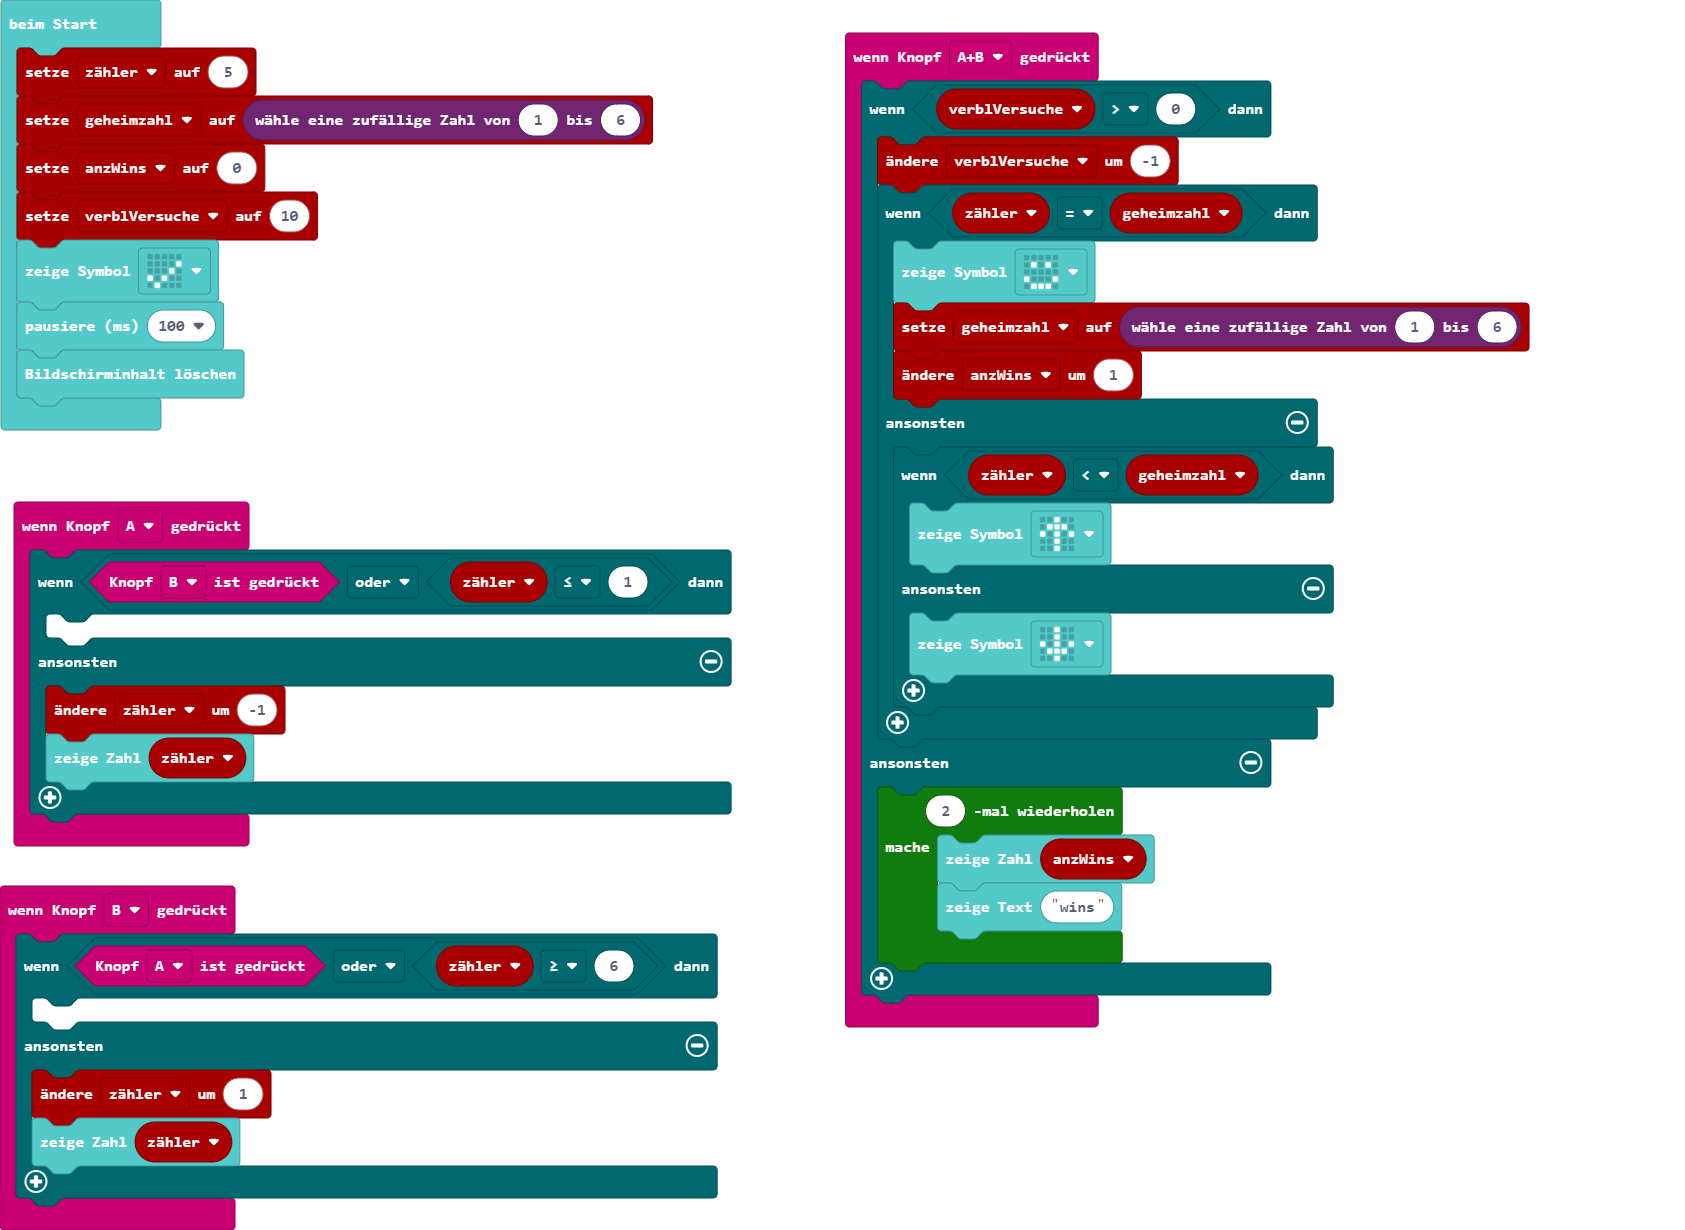 beim Start
setze zähler auf 5
setze geheimzahl auf wähle eine zufällige Zahl von 1 bis 6
setze anzWins auf 0
setze verblVersuche auf 10
zeige Symbol
pausiere (ms) 100
Bildschirminhalt löschen
wenn Knopf A gedrückt
wenn Knopf B ist gedrückt oder zähler ≤ 1 dann
ansonsten
ändere zähler um -1
zeige Zahl zähler
wenn Knopf B gedrückt
wenn Knopf A ist gedrückt oder zähler ≥ 6 dann
ansonsten
ändere zähler um 1
zeige Zahl zähler
wenn Knopf A+B gedrückt
wenn verblVersuche > 0 dann
ändere verblVersuche um -1
wenn zähler = geheimzahl dann
zeige Symbol
setze geheimzahl auf wähle eine zufällige Zahl von 1 bis 6
ändere anzWins um 1
ansonsten
wenn zähler < geheimzahl dann
zeige Symbol
ansonsten
zeige Symbol
ansonsten
2 -mal wiederholen
mache
zeige Zahl anzWins
zeige Text "wins"